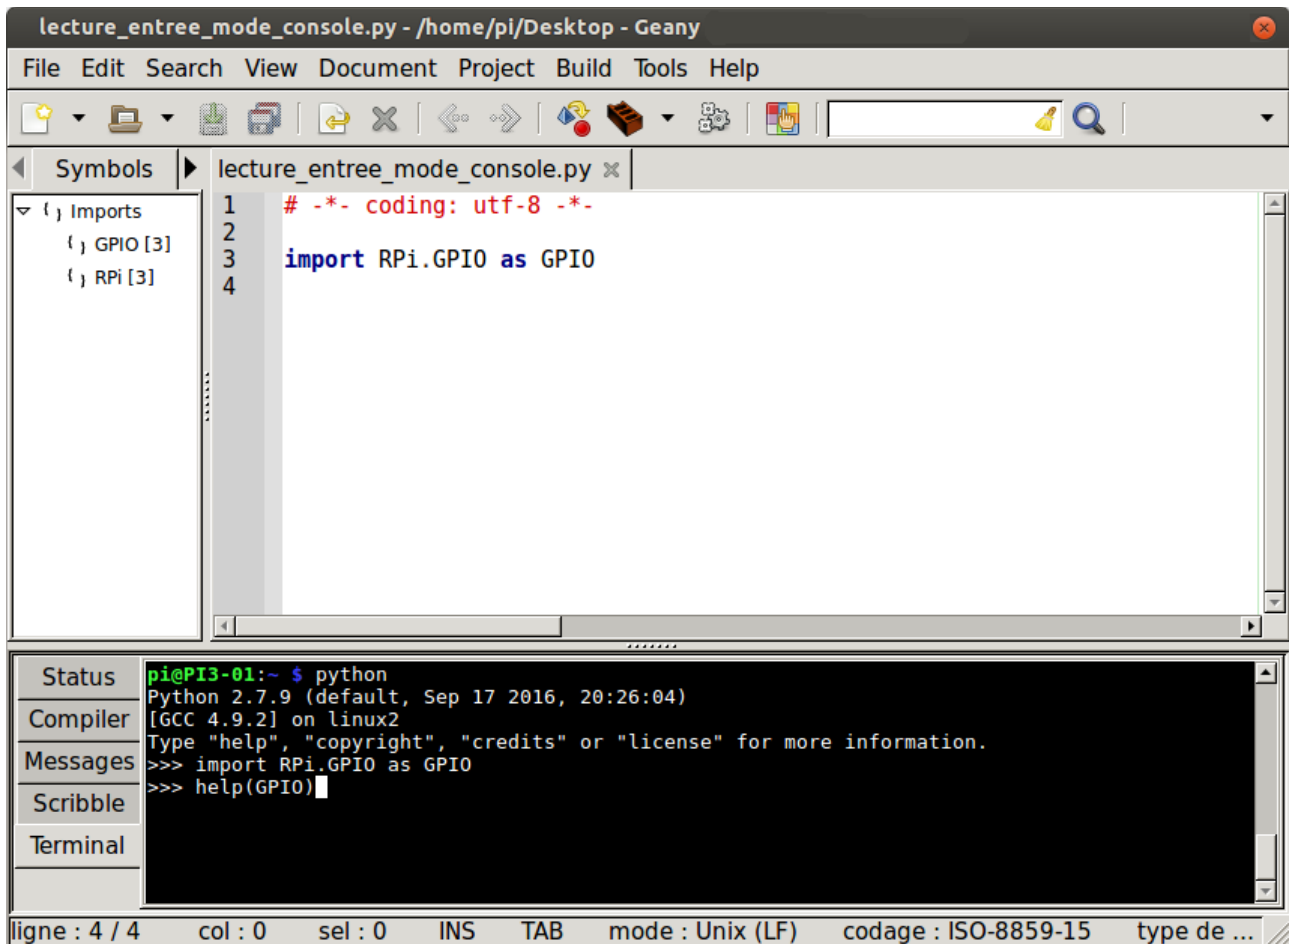 lecture_entree_mode_console.py - /home/pi/Desktop - Geany
File Edit Search View Document Project Build Tools Help
Symbols
lecture_entree_mode_console.py
Imports
GPIO [3]
RPi [3]
1 # -*- coding: utf-8 -*-
2
3 import RPi.GPIO as GPIO
4
Status
Compiler
Messages
Scribble
Terminal
pi@PI3-01:~ $ python
Python 2.7.9 (default, Sep 17 2016, 20:26:04)
[GCC 4.9.2] on linux2
Type "help", "copyright", "credits" or "license" for more information.
>>> import RPi.GPIO as GPIO
>>> help(GPIO)
ligne : 4 / 4 col : 0 sel : 0 INS TAB mode : Unix (LF) codage : ISO-8859-15 type de ...